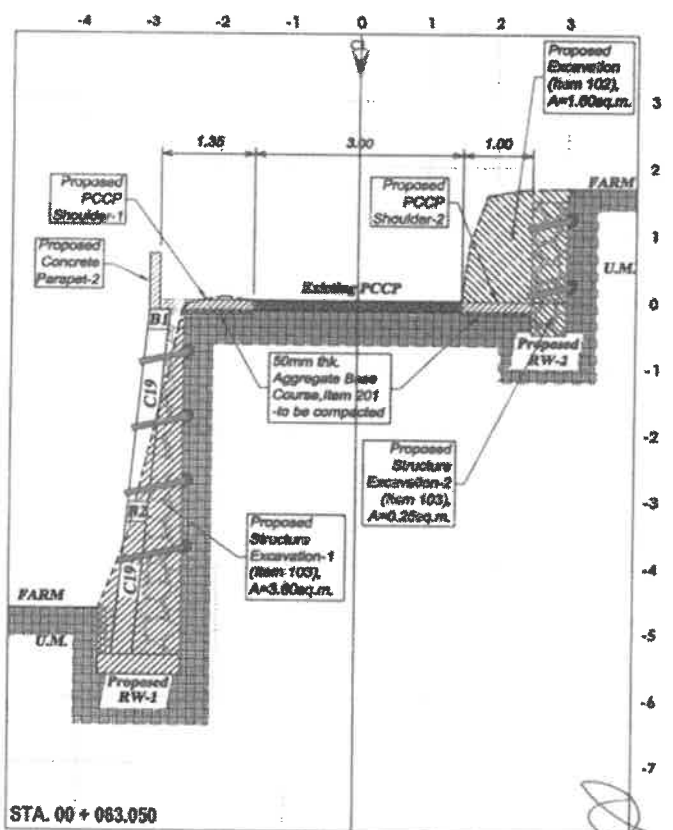 -4 -3 -2 -1 0 1 2 3
CL
Proposed
Excavation
(Item 102),
A=1.60sq.m.
1.35
3.00
1.00
3
2
1
0
-1
-2
-3
-4
-5
-6
-7
Proposed
PCCP
Shoulder-1
Proposed
PCCP
Shoulder-2
FARM
U.M.
Proposed
Concrete
Parapet-2
Existing PCCP
B1
C19
B2
C19
50mm thk.
Aggregate Base
Course,Item 201
-to be compacted
Proposed
RW-2
Proposed
Structure
Excavation-2
(Item 103),
A=0.25sq.m.
Proposed
Structure
Excavation-1
(Item 103),
A=3.60sq.m.
FARM
U.M.
Proposed
RW-1
STA. 00 + 063.050